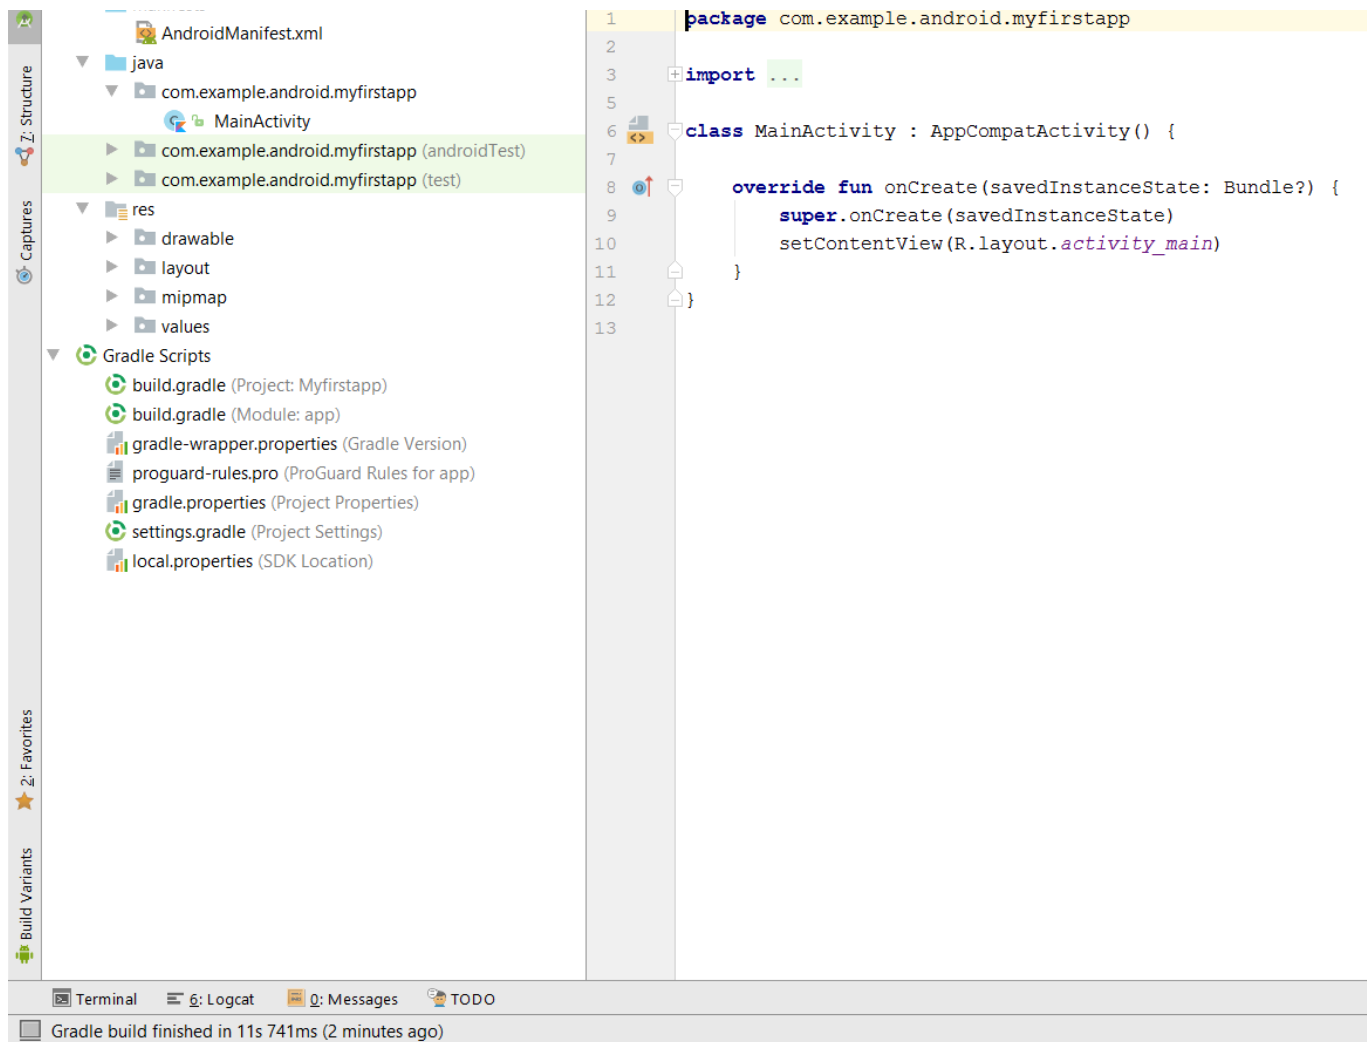 AndroidManifest.xml
java
com.example.android.myfirstapp
MainActivity
com.example.android.myfirstapp (androidTest)
com.example.android.myfirstapp (test)
res
drawable
layout
mipmap
values
Gradle Scripts
build.gradle (Project: Myfirstapp)
build.gradle (Module: app)
gradle-wrapper.properties (Gradle Version)
proguard-rules.pro (ProGuard Rules for app)
gradle.properties (Project Properties)
settings.gradle (Project Settings)
local.properties (SDK Location)
7: Structure
Captures
2: Favorites
Build Variants
1 package com.example.android.myfirstapp
2
3 import ...
5
6 class MainActivity : AppCompatActivity() {
7
8 override fun onCreate(savedInstanceState: Bundle?) {
9 super.onCreate(savedInstanceState)
10 setContentView(R.layout.activity_main)
11 }
12 }
13
Terminal 6: Logcat 0: Messages TODO
Gradle build finished in 11s 741ms (2 minutes ago)